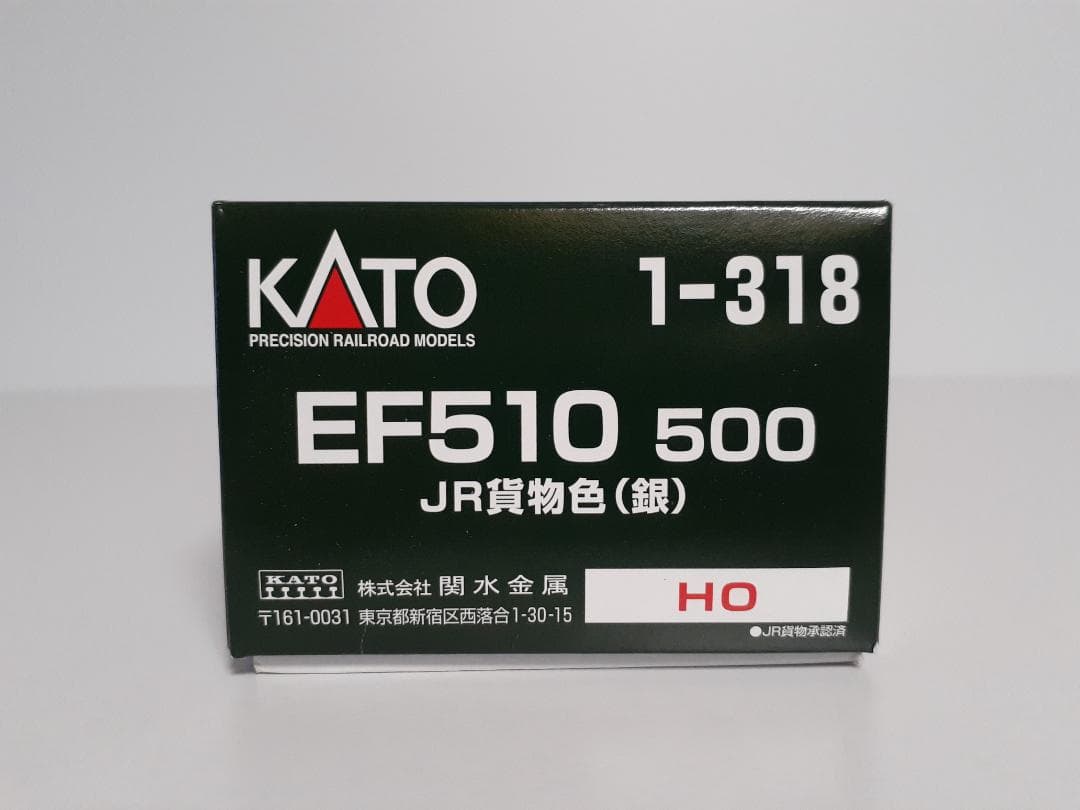 KATO 1-318
PRECISION RAILROAD MODELS
EF510 500
JR貨物色(銀)
KATO 株式会社 関水金属 HO
〒161-0031 東京都新宿区西落合1-30-15
●JR貨物承認済